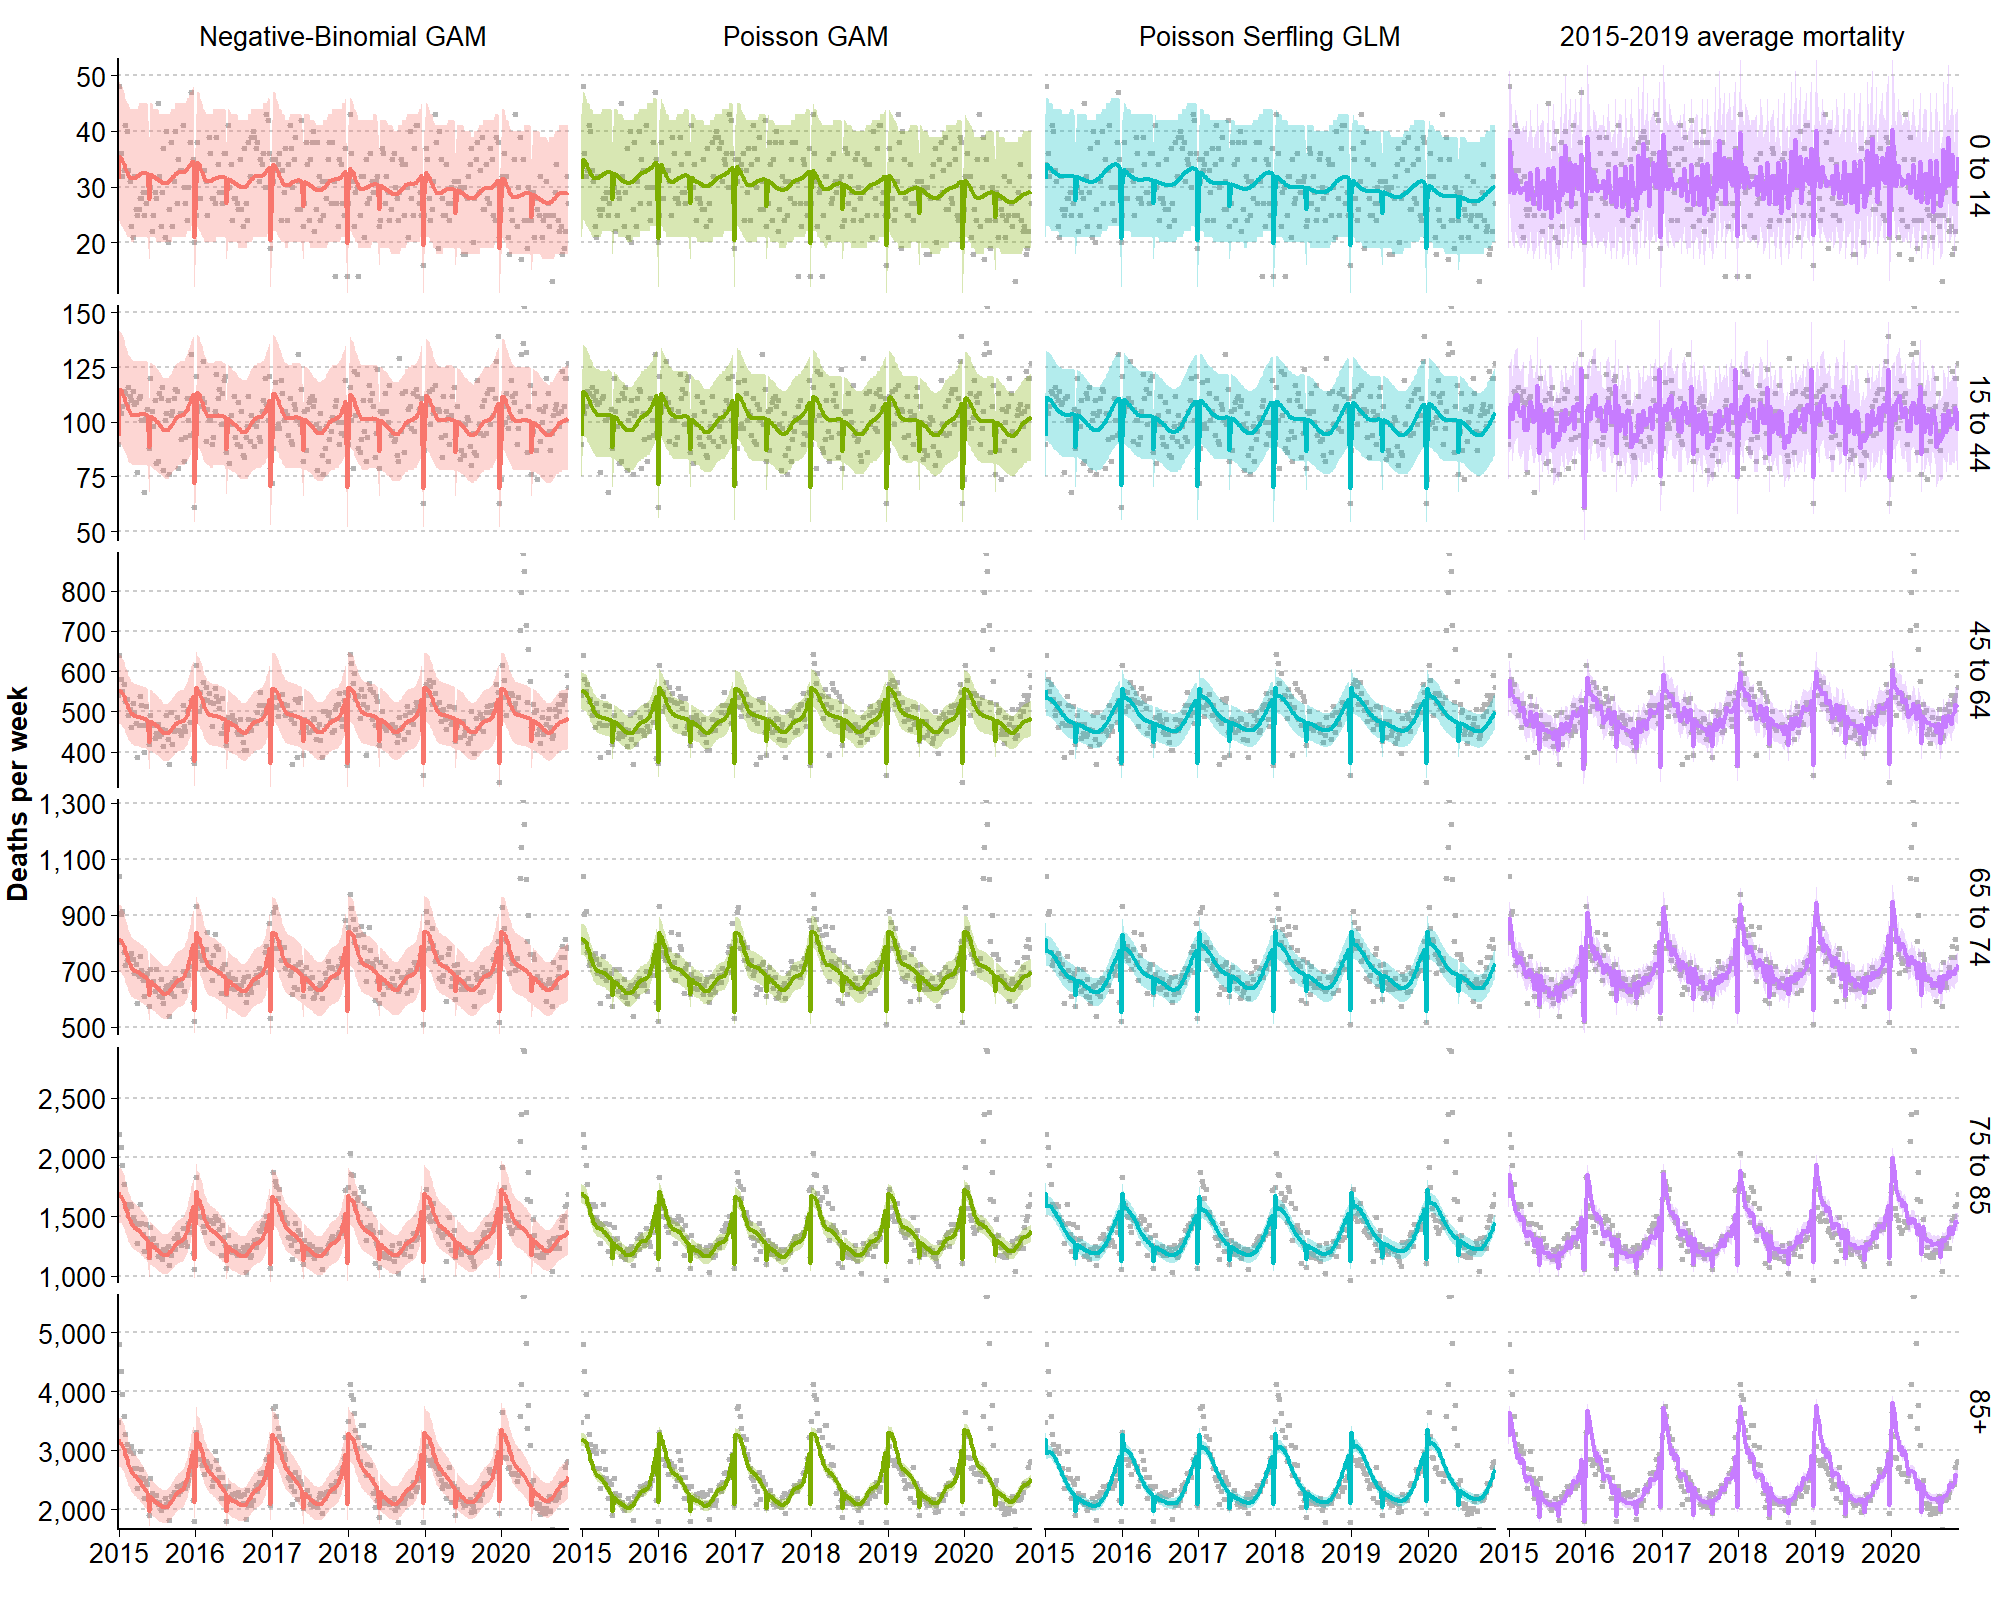 Negative-Binomial GAM
Poisson GAM
Poisson Serfling GLM
2015-2019 average mortality
Deaths per week
50
40
30
20
0 to 14
150
125
100
75
50
15 to 44
800
700
600
500
400
45 to 64
1,300
1,100
900
700
500
65 to 74
2,500
2,000
1,500
1,000
75 to 85
5,000
4,000
3,000
2,000
85+
2015 2016 2017 2018 2019 2020
2015 2016 2017 2018 2019 2020
2015 2016 2017 2018 2019 2020
2015 2016 2017 2018 2019 2020